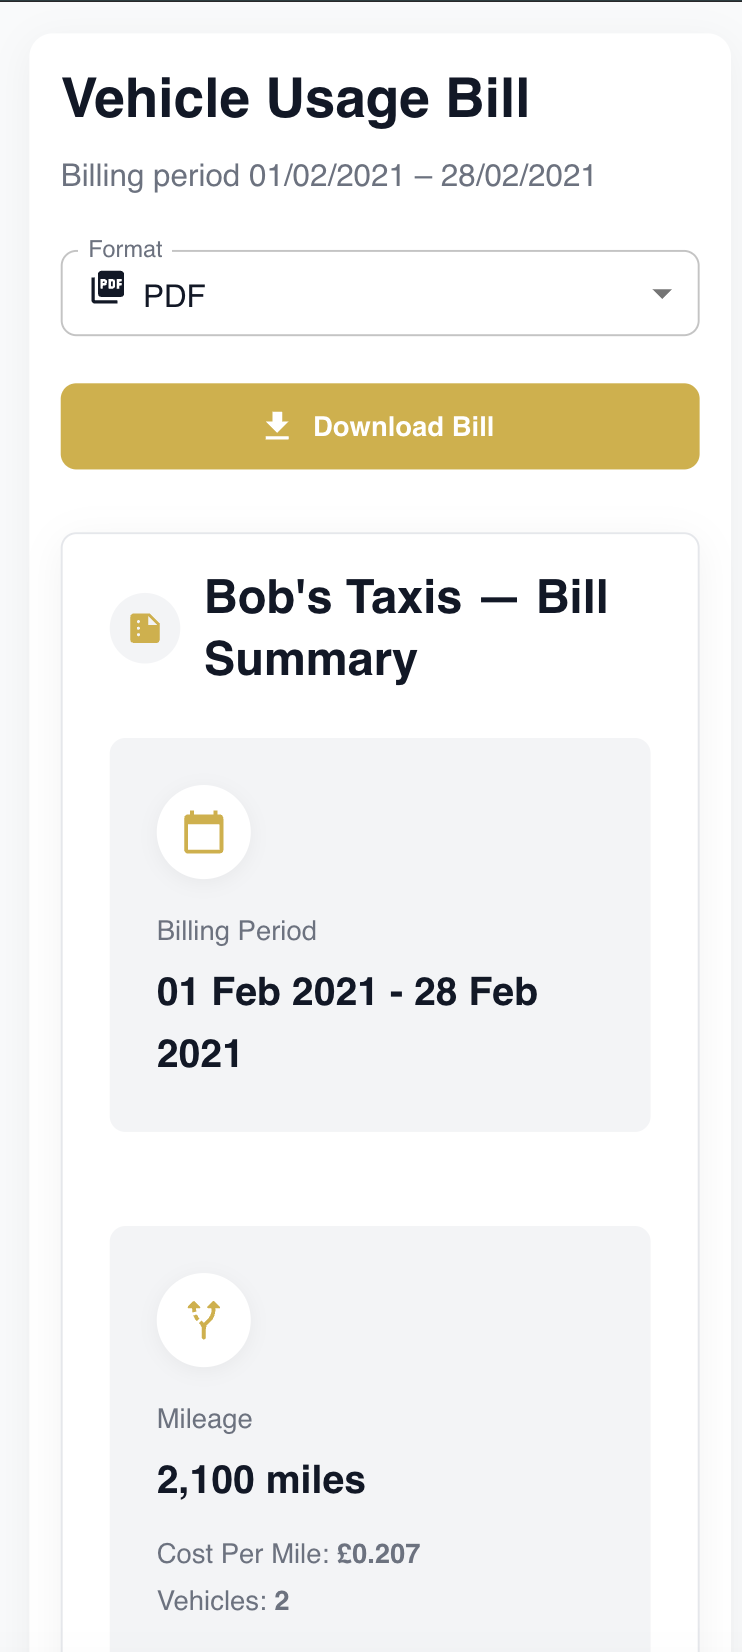 Vehicle Usage Bill
Billing period 01/02/2021 – 28/02/2021
Format
PDF
PDF
Download Bill
Bob's Taxis — Bill
Summary
Billing Period
01 Feb 2021 - 28 Feb
2021
Mileage
2,100 miles
Cost Per Mile: £0.207
Vehicles: 2